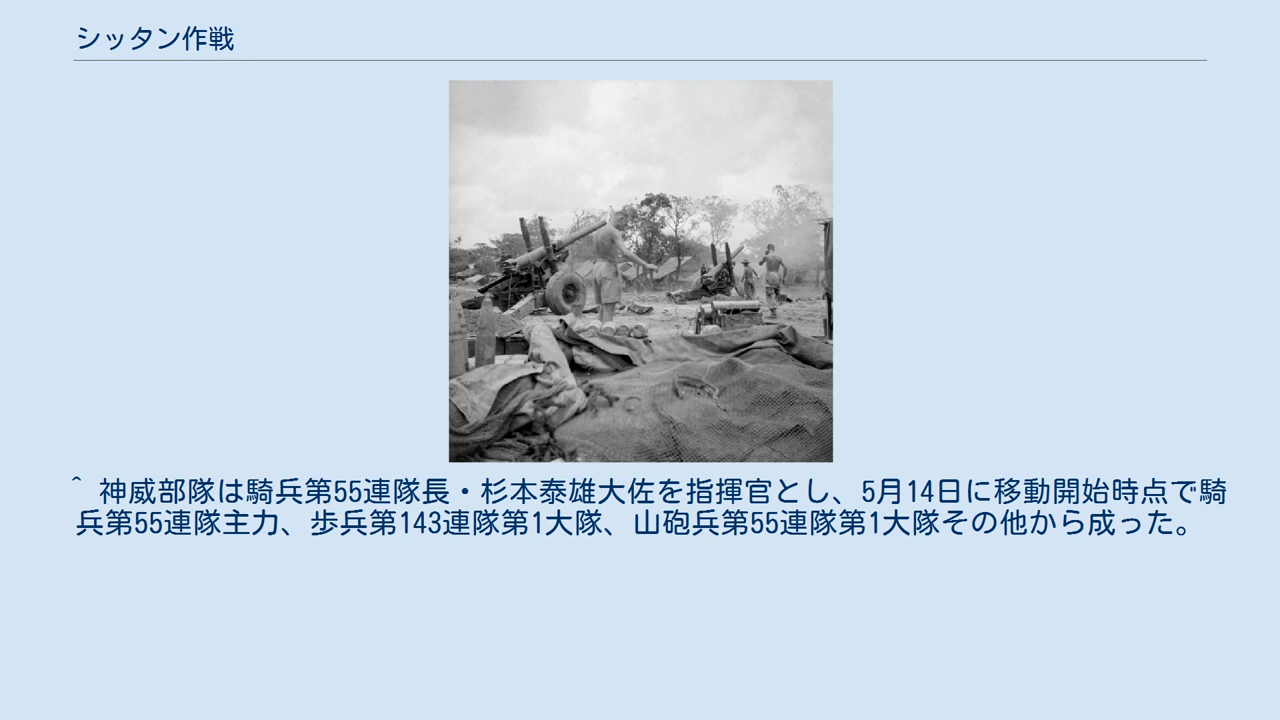 シッタン作戦
^ 神威部隊は騎兵第55連隊長・杉本泰雄大佐を指揮官とし、5月14日に移動開始時点で騎
兵第55連隊主力、歩兵第143連隊第1大隊、山砲兵第55連隊第1大隊その他から成った。